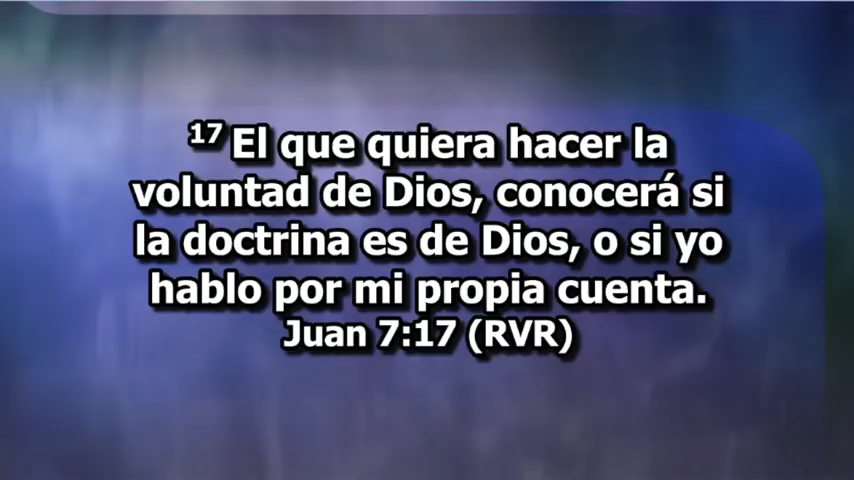 17 El que quiera hacer la
voluntad de Dios, conocerá si
la doctrina es de Dios, o si yo
hablo por mi propia cuenta.
Juan 7:17 (RVR)